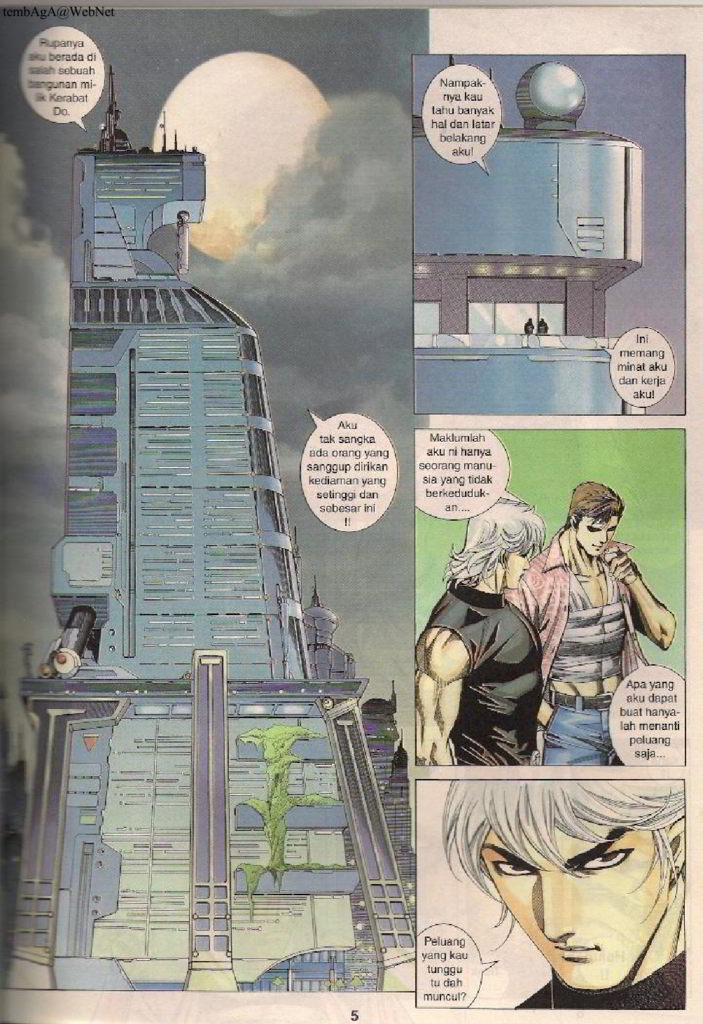 tembAgA@WebNet
Rupanya
aku berada di
salah sebuah
bangunan mi-
lik Kerabat
Do.
Aku
tak sangka
ada orang yang
sanggup dirikan
kediaman yang
setinggi dan
sebesar ini
!!
Nampak-
nya kau
tahu banyak
hal dan latar
belakang
aku!
Ini
memang
minat aku
dan kerja
aku!
Maklumlah
aku ni hanya
seorang manu-
sia yang tidak
berkeduduk-
an....
Apa yang
aku dapat
buat hanya-
lah menanti
peluang
saja...
Peluang
yang kau
tunggu
tu dah
muncul?
5